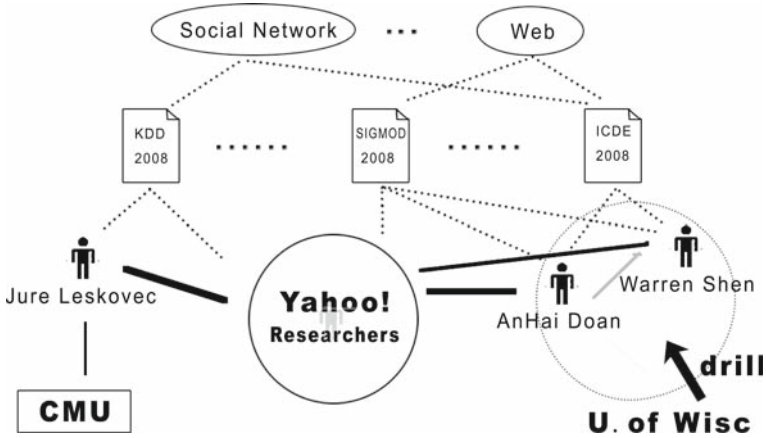 Social Network
...
Web
KDD
2008
......
SIGMOD
2008
......
ICDE
2008
Jure Leskovec
Yahoo!
Researchers
Warren Shen
AnHai Doan
CMU
drill
U. of Wisc